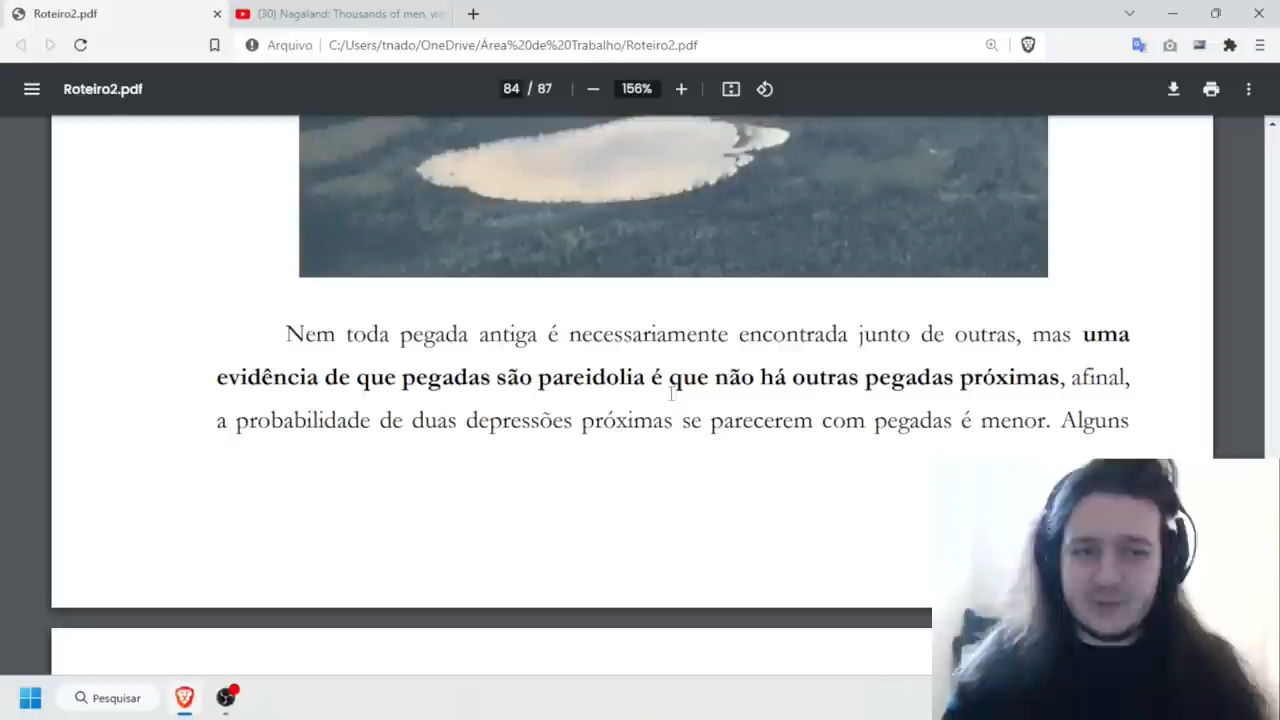 Roteiro2.pdf
(30) Nagaland: Thousands of men, wo
Arquivo
C:/Users/tnado/OneDrive/Área%20de%20Trabalho/Roteiro2.pdf
Roteiro2.pdf
84 / 87
156%
Nem toda pegada antiga é necessariamente encontrada junto de outras, mas uma
evidência de que pegadas são pareidolia é que não há outras pegadas próximas, afinal,
a probabilidade de duas depressões próximas se parecerem com pegadas é menor. Alguns
Pesquisar